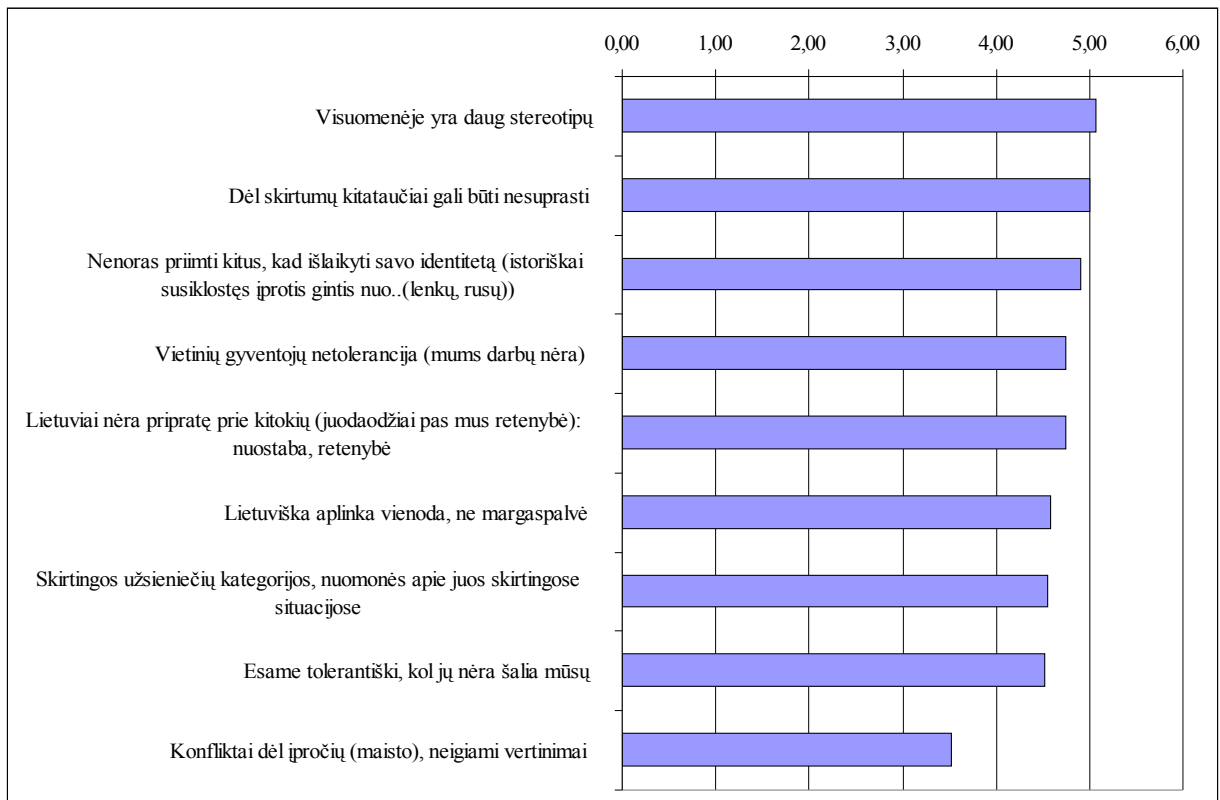 0,00 1,00 2,00 3,00 4,00 5,00 6,00
Visuomenėje yra daug stereotipų
Dėl skirtumų kitataučiai gali būti nesuprasti
Nenoras priimti kitus, kad išlaikyti savo identitetą (istoriškai
susiklostęs įprotis gintis nuo..(lenkų, rusų))
Vietinių gyventojų netolerancija (mums darbų nėra)
Lietuviai nėra pripratę prie kitokių (juodaodžiai pas mus retenybė):
nuostaba, retenybė
Lietuviška aplinka vienoda, ne margaspalvė
Skirtingos užsieniečių kategorijos, nuomonės apie juos skirtingose
situacijose
Esame tolerantiški, kol jų nėra šalia mūsų
Konfliktai dėl įpročių (maisto), neigiami vertinimai